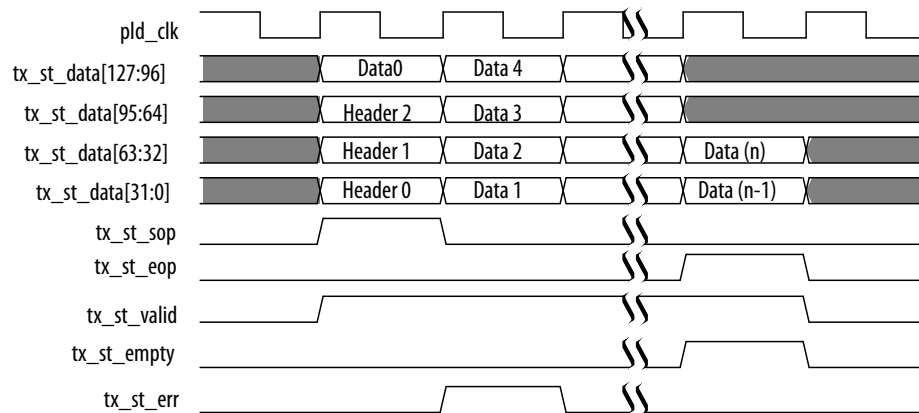 pld_clk
tx_st_data[127:96] Data0 Data 4
tx_st_data[95:64] Header 2 Data 3
tx_st_data[63:32] Header 1 Data 2 Data (n)
tx_st_data[31:0] Header 0 Data 1 Data (n-1)
tx_st_sop
tx_st_eop
tx_st_valid
tx_st_empty
tx_st_err